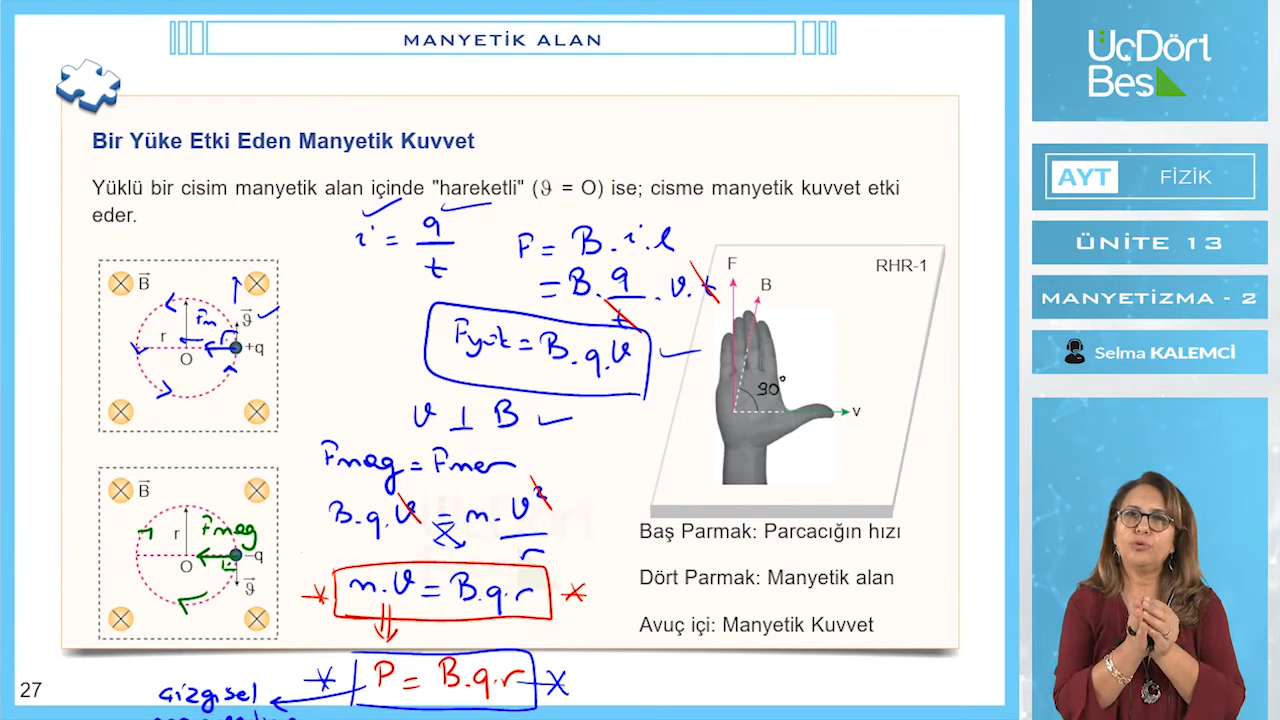 MANYETİK ALAN
ÜçDört
Beş
Bir Yüke Etki Eden Manyetik Kuvvet
Yüklü bir cisim manyetik alan içinde "hareketli" (ϑ = O) ise; cisme manyetik kuvvet etki
eder.
AYT FİZİK
ÜNİTE 13
MANYETİZMA - 2
Selma KALEMCİ
i = q/t
F = B.i.l
= B. q/t . υ.t
Fyük = B.q.υ
υ ⊥ B
Fmag = Fmer
B.q.υ = m.υ²/r
m.υ = B.q.r
P = B.q.r
çizgisel
B
Fm
ϑ
r
O
+q
B
r
Fmag
O
-q
ϑ
RHR-1
F
B
90°
v
Baş Parmak: Parcacığın hızı
Dört Parmak: Manyetik alan
Avuç içi: Manyetik Kuvvet
27